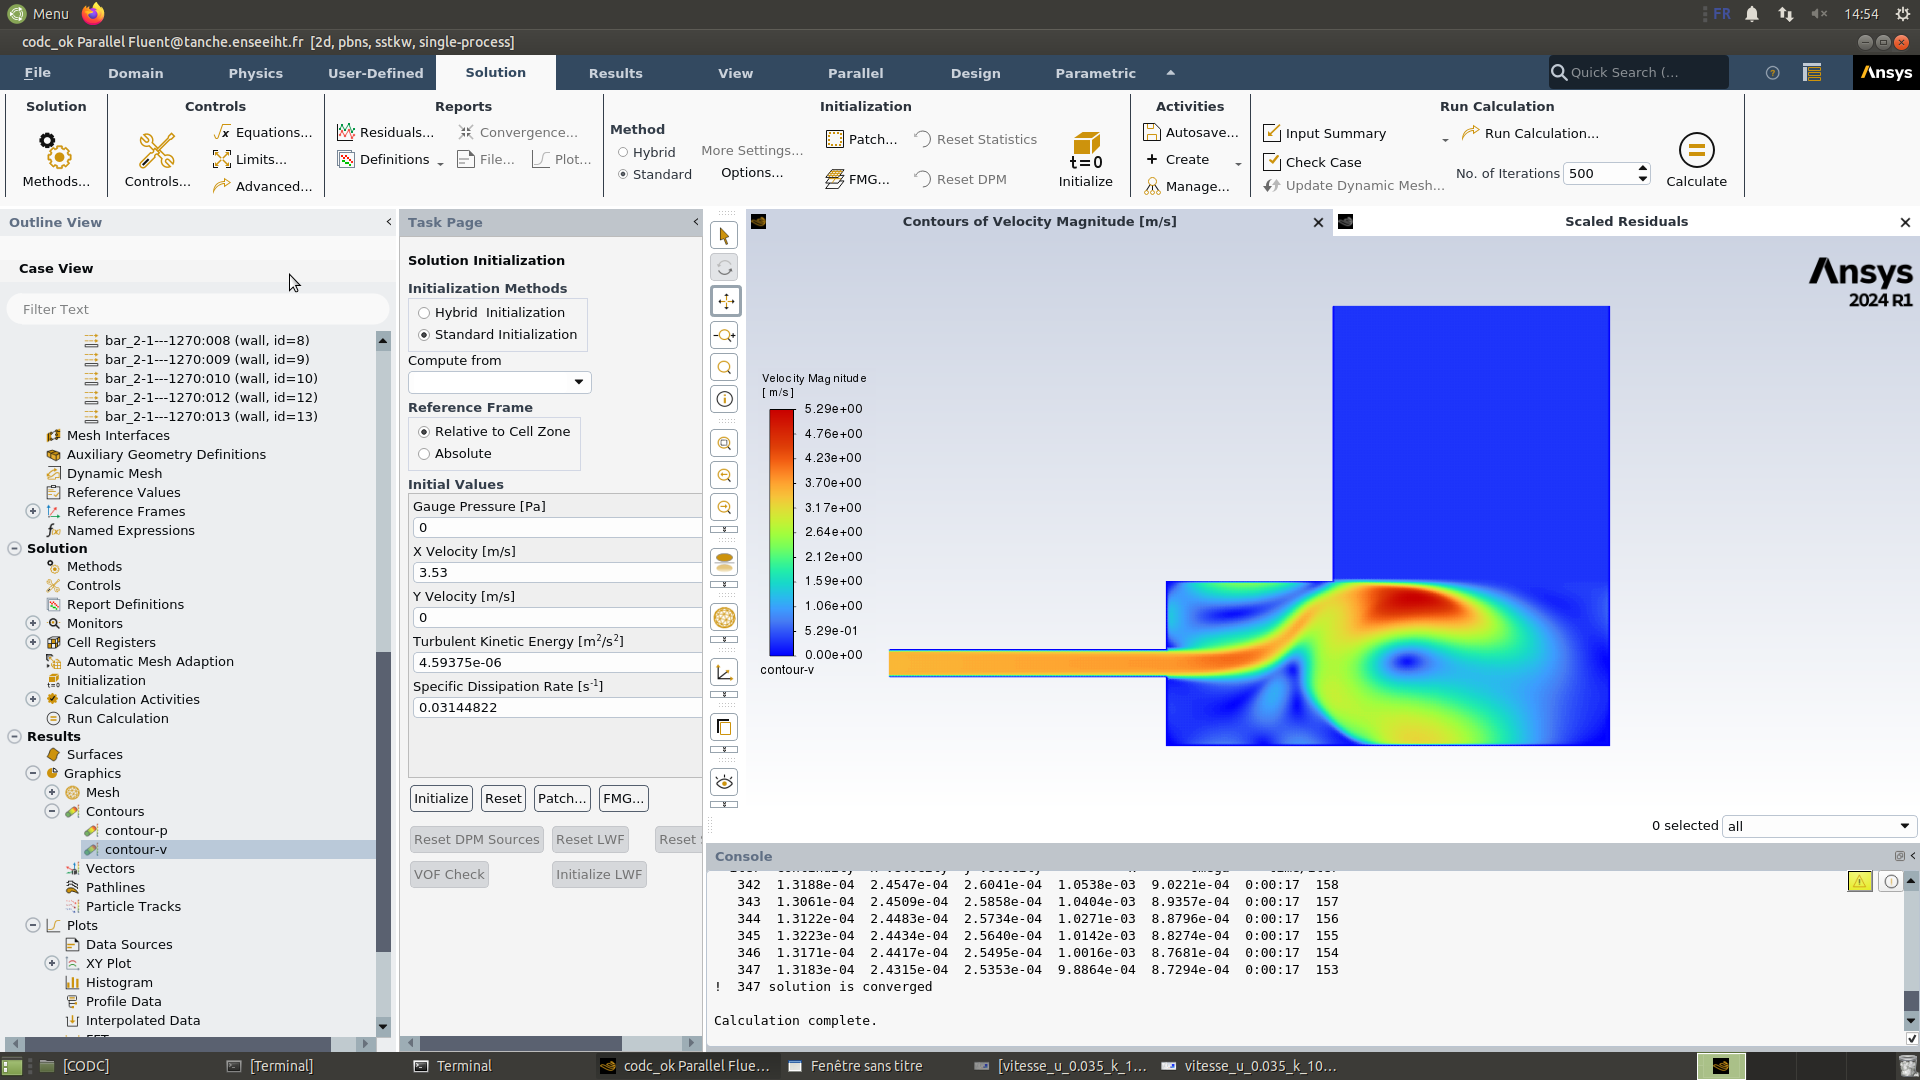 Menu
FR
14:54
codc_ok Parallel Fluent@tanche.enseeiht.fr [2d, pbns, sstkw, single-process]
File Domain Physics User-Defined Solution Results View Parallel Design Parametric
Quick Search (...
Ansys
Solution
Methods...
Controls
Controls...
Equations...
Limits...
Advanced...
Reports
Residuals...
Convergence...
Definitions
File...
Plot...
Initialization
Method
Hybrid
Standard
More Settings...
Options...
Patch...
Reset Statistics
FMG...
Reset DPM
t=0
Initialize
Activities
Autosave...
Create
Manage...
Run Calculation
Input Summary
Run Calculation...
Check Case
Update Dynamic Mesh...
No. of Iterations 500
Calculate
Outline View
Case View
Filter Text
bar_2-1---1270:008 (wall, id=8)
bar_2-1---1270:009 (wall, id=9)
bar_2-1---1270:010 (wall, id=10)
bar_2-1---1270:012 (wall, id=12)
bar_2-1---1270:013 (wall, id=13)
Mesh Interfaces
Auxiliary Geometry Definitions
Dynamic Mesh
Reference Values
Reference Frames
Named Expressions
Solution
Methods
Controls
Report Definitions
Monitors
Cell Registers
Automatic Mesh Adaption
Initialization
Calculation Activities
Run Calculation
Results
Surfaces
Graphics
Mesh
Contours
contour-p
contour-v
Vectors
Pathlines
Particle Tracks
Plots
Data Sources
XY Plot
Histogram
Profile Data
Interpolated Data
Task Page
Solution Initialization
Initialization Methods
Hybrid Initialization
Standard Initialization
Compute from
Reference Frame
Relative to Cell Zone
Absolute
Initial Values
Gauge Pressure [Pa]
0
X Velocity [m/s]
3.53
Y Velocity [m/s]
0
Turbulent Kinetic Energy [m²/s²]
4.59375e-06
Specific Dissipation Rate [s⁻¹]
0.03144822
Initialize Reset Patch... FMG...
Reset DPM Sources Reset LWF Reset
VOF Check Initialize LWF
Contours of Velocity Magnitude [m/s]
Scaled Residuals
Ansys
2024 R1
Velocity Magnitude
[ m/s ]
5.29e+00
4.76e+00
4.23e+00
3.70e+00
3.17e+00
2.64e+00
2.12e+00
1.59e+00
1.06e+00
5.29e-01
0.00e+00
contour-v
0 selected all
Console
342 1.3188e-04 2.4547e-04 2.6041e-04 1.0538e-03 9.0221e-04 0:00:17 158
343 1.3061e-04 2.4509e-04 2.5858e-04 1.0404e-03 8.9357e-04 0:00:17 157
344 1.3122e-04 2.4483e-04 2.5734e-04 1.0271e-03 8.8796e-04 0:00:17 156
345 1.3223e-04 2.4434e-04 2.5640e-04 1.0142e-03 8.8274e-04 0:00:17 155
346 1.3171e-04 2.4417e-04 2.5495e-04 1.0016e-03 8.7681e-04 0:00:17 154
347 1.3183e-04 2.4315e-04 2.5353e-04 9.8864e-04 8.7294e-04 0:00:17 153
! 347 solution is converged
Calculation complete.
[CODC]
[Terminal]
Terminal
codc_ok Parallel Flue...
Fenêtre sans titre
[vitesse_u_0.035_k_1...
vitesse_u_0.035_k_10...